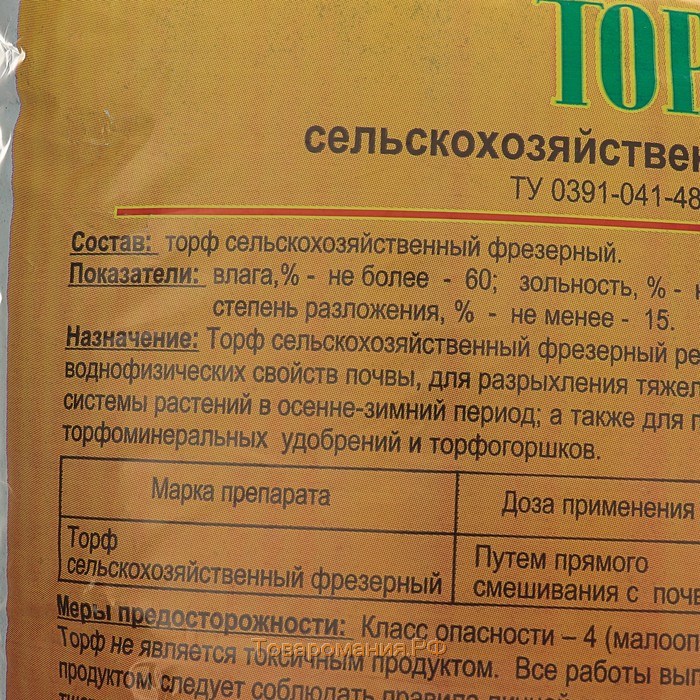 ТОР
сельскохозяйствен
ТУ 0391-041-48
Состав: торф сельскохозяйственный фрезерный.
Показатели: влага,% - не более - 60; зольность, % - н
степень разложения, % - не менее - 15.
Назначение: Торф сельскохозяйственный фрезерный ре
воднофизических свойств почвы, для разрыхления тяжел
системы растений в осенне-зимний период; а также для п
торфоминеральных удобрений и торфогоршков.
Марка препарата
Доза применения
Торф
сельскохозяйственный фрезерный
Путем прямого
смешивания с почв
Меры предосторожности: Класс опасности – 4 (малооп
Торф не является токсичным продуктом. Все работы вып
продуктом следует соблюдать правила
Товаромания.РФ